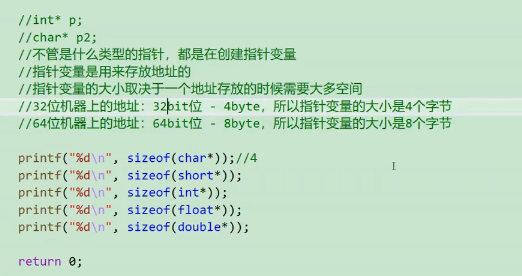 //int* p;
//char* p2;
//不管是什么类型的指针，都是在创建指针变量
//指针变量是用来存放地址的
//指针变量的大小取决于一个地址存放的时候需要大多空间
//32位机器上的地址：32bit位 - 4byte，所以指针变量的大小是4个字节
//64位机器上的地址：64bit位 - 8byte，所以指针变量的大小是8个字节
printf("%d\n", sizeof(char*));//4
printf("%d\n", sizeof(short*));
printf("%d\n", sizeof(int*));
printf("%d\n", sizeof(float*));
printf("%d\n", sizeof(double*));
return 0;